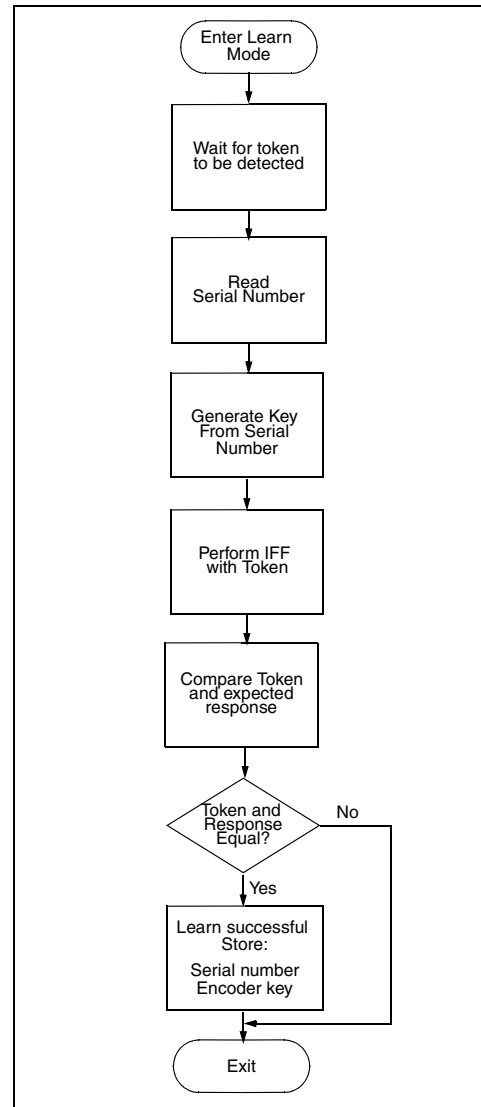 Enter Learn
Mode
Wait for token
to be detected
Read
Serial Number
Generate Key
From Serial
Number
Perform IFF
with Token
Compare Token
and expected
response
Token and
Response
Equal?
No
Yes
Learn successful
Store:
Serial number
Encoder key
Exit